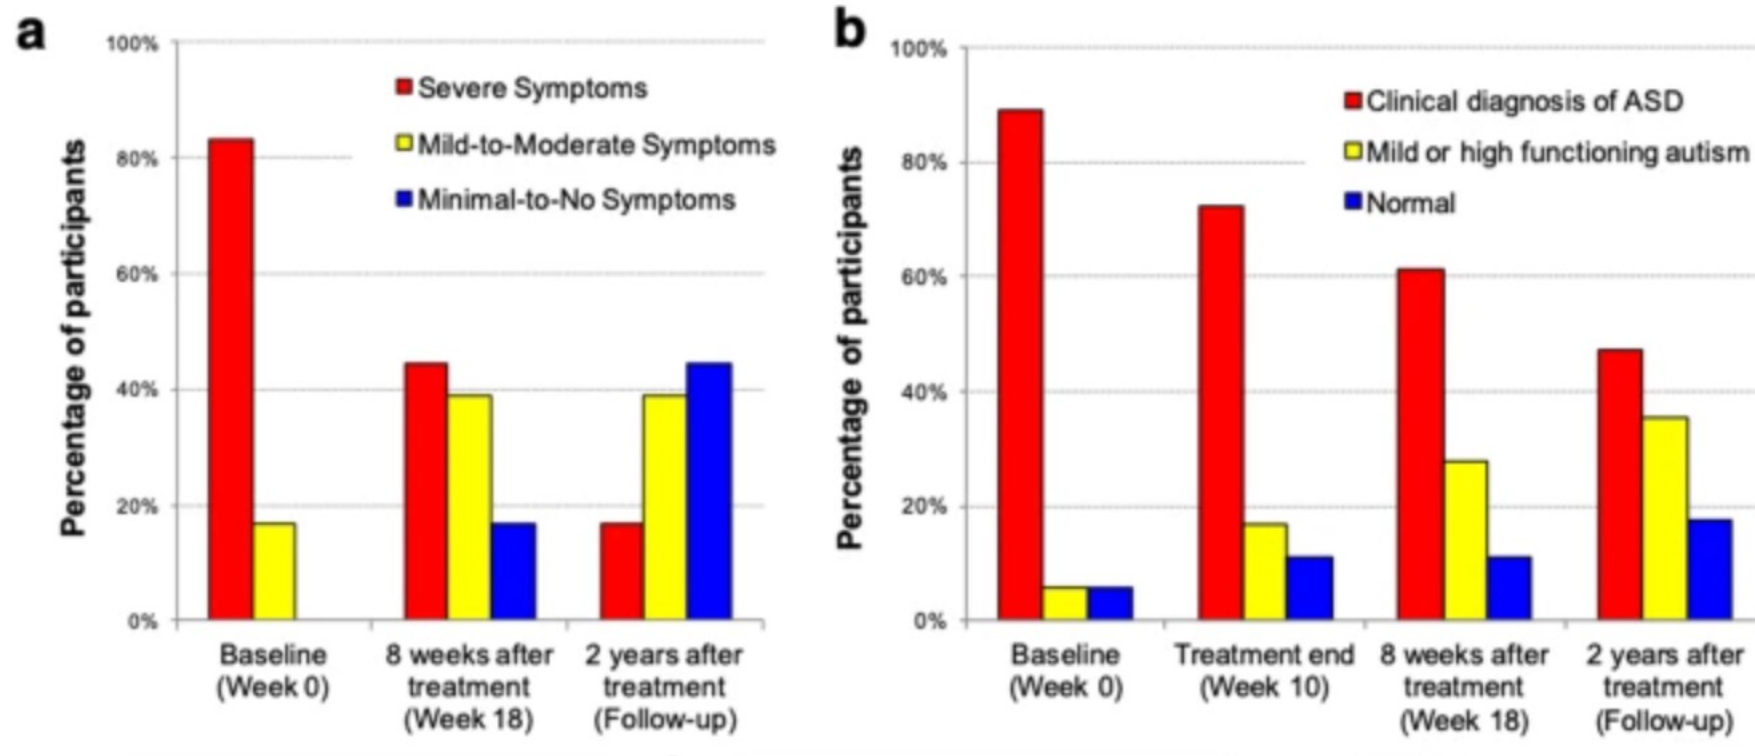 a
Percentage of participants
100%
80%
60%
40%
20%
0%
Severe Symptoms
Mild-to-Moderate Symptoms
Minimal-to-No Symptoms
Baseline
(Week 0)
8 weeks after
treatment
(Week 18)
2 years after
treatment
(Follow-up)
b
Percentage of participants
100%
80%
60%
40%
20%
0%
Clinical diagnosis of ASD
Mild or high functioning autism
Normal
Baseline
(Week 0)
Treatment end
(Week 10)
8 weeks after
treatment
(Week 18)
2 years after
treatment
(Follow-up)